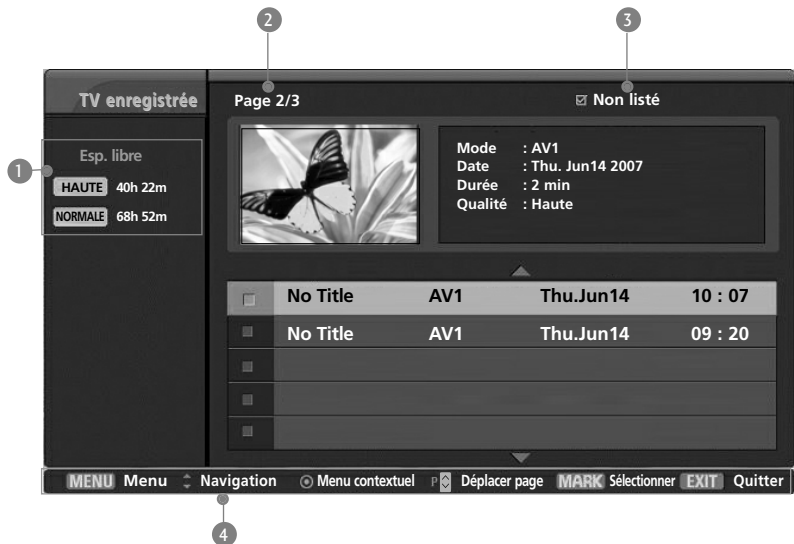 2
3
TV enregistrée
Page 2/3
☑ Non listé
1
Esp. libre
HAUTE 40h 22m
NORMALE 68h 52m
Mode : AV1
Date : Thu. Jun14 2007
Durée : 2 min
Qualité : Haute
No Title AV1 Thu.Jun14 10 : 07
No Title AV1 Thu.Jun14 09 : 20
MENU Menu Navigation Menu contextuel P Déplacer page MARK Sélectionner EXIT Quitter
4